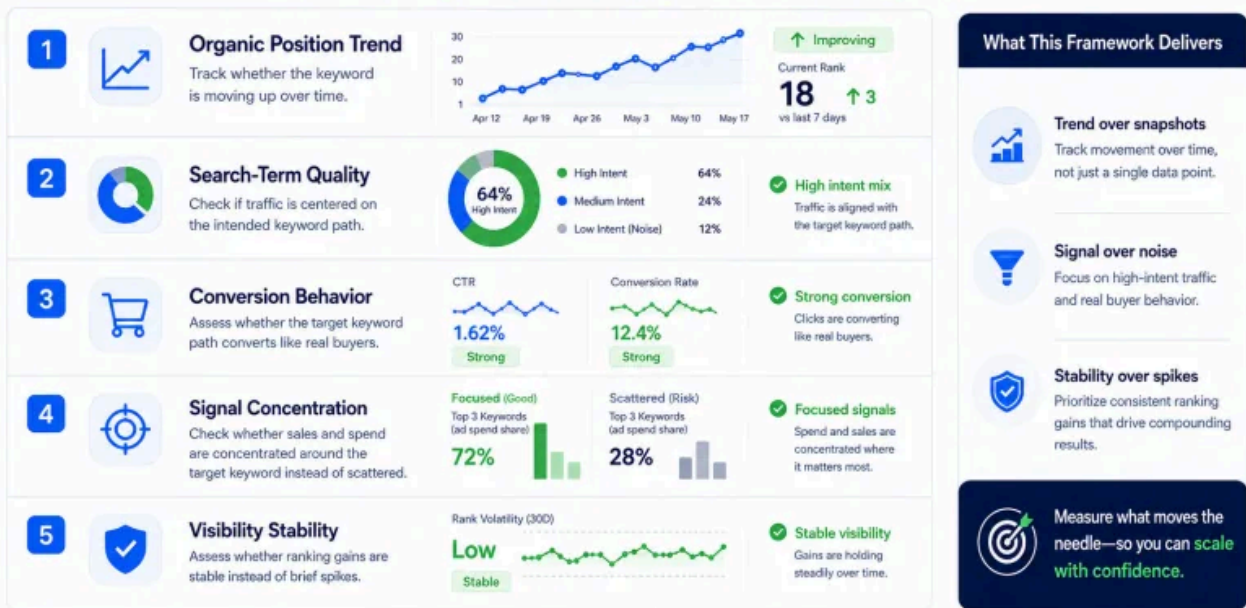 1
Organic Position Trend
Track whether the keyword
is moving up over time.
30
20
10
1
Apr 12
Apr 19
Apr 26
May 3
May 10
May 17
↑ Improving
Current Rank
18 ↑ 3
vs last 7 days
2
Search-Term Quality
Check if traffic is centered on
the intended keyword path.
64%
High Intent
High Intent 64%
Medium Intent 24%
Low Intent (Noise) 12%
High intent mix
Traffic is aligned with
the target keyword path.
3
Conversion Behavior
Assess whether the target keyword
path converts like real buyers.
CTR
1.62%
Strong
Conversion Rate
12.4%
Strong
Strong conversion
Clicks are converting
like real buyers.
4
Signal Concentration
Check whether sales and spend
are concentrated around the
target keyword instead of scattered.
Focused (Good)
Top 3 Keywords
(ad spend share)
72%
Scattered (Risk)
Top 3 Keywords
(ad spend share)
28%
Focused signals
Spend and sales are
concentrated where
it matters most.
5
Visibility Stability
Assess whether ranking gains are
stable instead of brief spikes.
Rank Volatility (30D)
Low
Stable
Stable visibility
Gains are holding
steadily over time.
What This Framework Delivers
Trend over snapshots
Track movement over time,
not just a single data point.
Signal over noise
Focus on high-intent traffic
and real buyer behavior.
Stability over spikes
Prioritize consistent ranking
gains that drive compounding
results.
Measure what moves the
needle—so you can scale
with confidence.